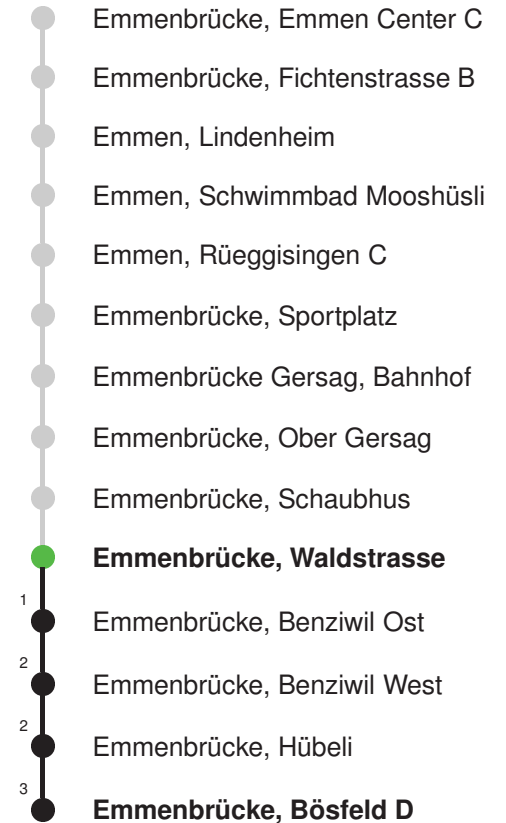 Emmenbrücke, Emmen Center C
Emmenbrücke, Fichtenstrasse B
Emmen, Lindenheim
Emmen, Schwimmbad Mooshüsli
Emmen, Rüeggisingen C
Emmenbrücke, Sportplatz
Emmenbrücke Gersag, Bahnhof
Emmenbrücke, Ober Gersag
Emmenbrücke, Schaubhus
Emmenbrücke, Waldstrasse
1 Emmenbrücke, Benziwil Ost
2 Emmenbrücke, Benziwil West
2 Emmenbrücke, Hübeli
3 Emmenbrücke, Bösfeld D